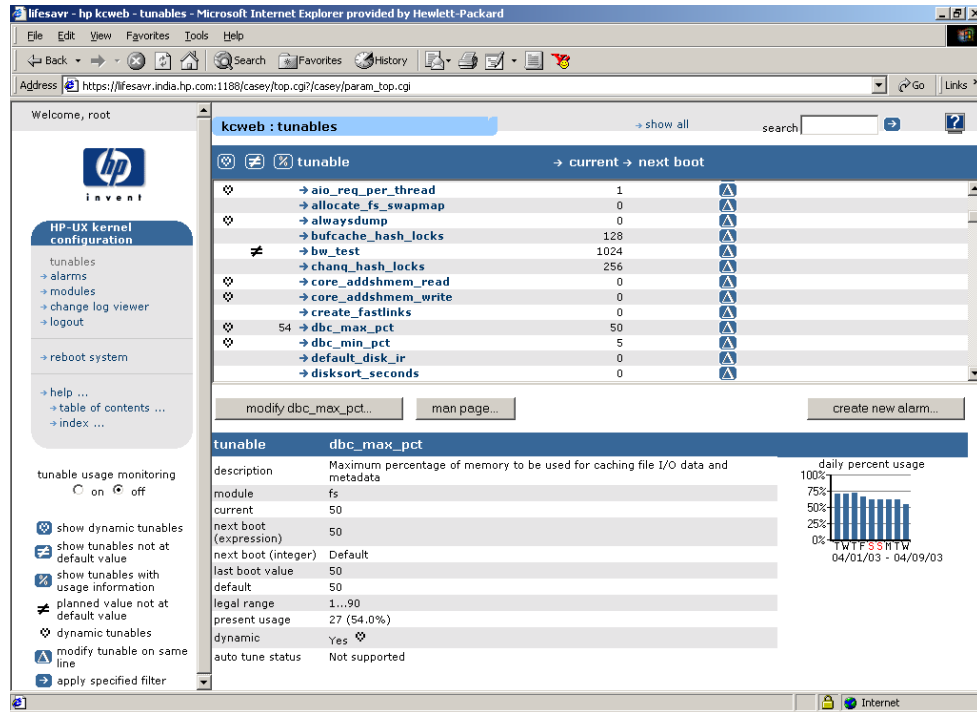 lifesavr - hp kcweb - tunables - Microsoft Internet Explorer provided by Hewlett-Packard
File Edit View Favorites Tools Help
Back Search Favorites History
Address https://lifesavr.india.hp.com:1188/casey/top.cgi?/casey/param_top.cgi Go Links
Welcome, root
hp
invent
HP-UX kernel
configuration
tunables
alarms
modules
change log viewer
logout
reboot system
help ...
table of contents ...
index ...
tunable usage monitoring
on off
show dynamic tunables
show tunables not at
default value
show tunables with
usage information
planned value not at
default value
dynamic tunables
modify tunable on same
line
apply specified filter
kcweb : tunables → show all search
tunable → current → next boot
→ aio_req_per_thread 1
→ allocate_fs_swapmap 0
→ alwaysdump 0
→ bufcache_hash_locks 128
≠ → bw_test 1024
→ chanq_hash_locks 256
→ core_addshmem_read 0
→ core_addshmem_write 0
→ create_fastlinks 0
54 → dbc_max_pct 50
→ dbc_min_pct 5
→ default_disk_ir 0
→ disksort_seconds 0
modify dbc_max_pct... man page... create new alarm...
tunable dbc_max_pct
description Maximum percentage of memory to be used for caching file I/O data and
metadata
module fs
current 50
next boot
(expression) 50
next boot (integer) Default
last boot value 50
default 50
legal range 1...90
present usage 27 (54.0%)
dynamic Yes
auto tune status Not supported
daily percent usage
100%
75%
50%
25%
0%
T W T F S S M T W
04/01/03 - 04/09/03
Internet